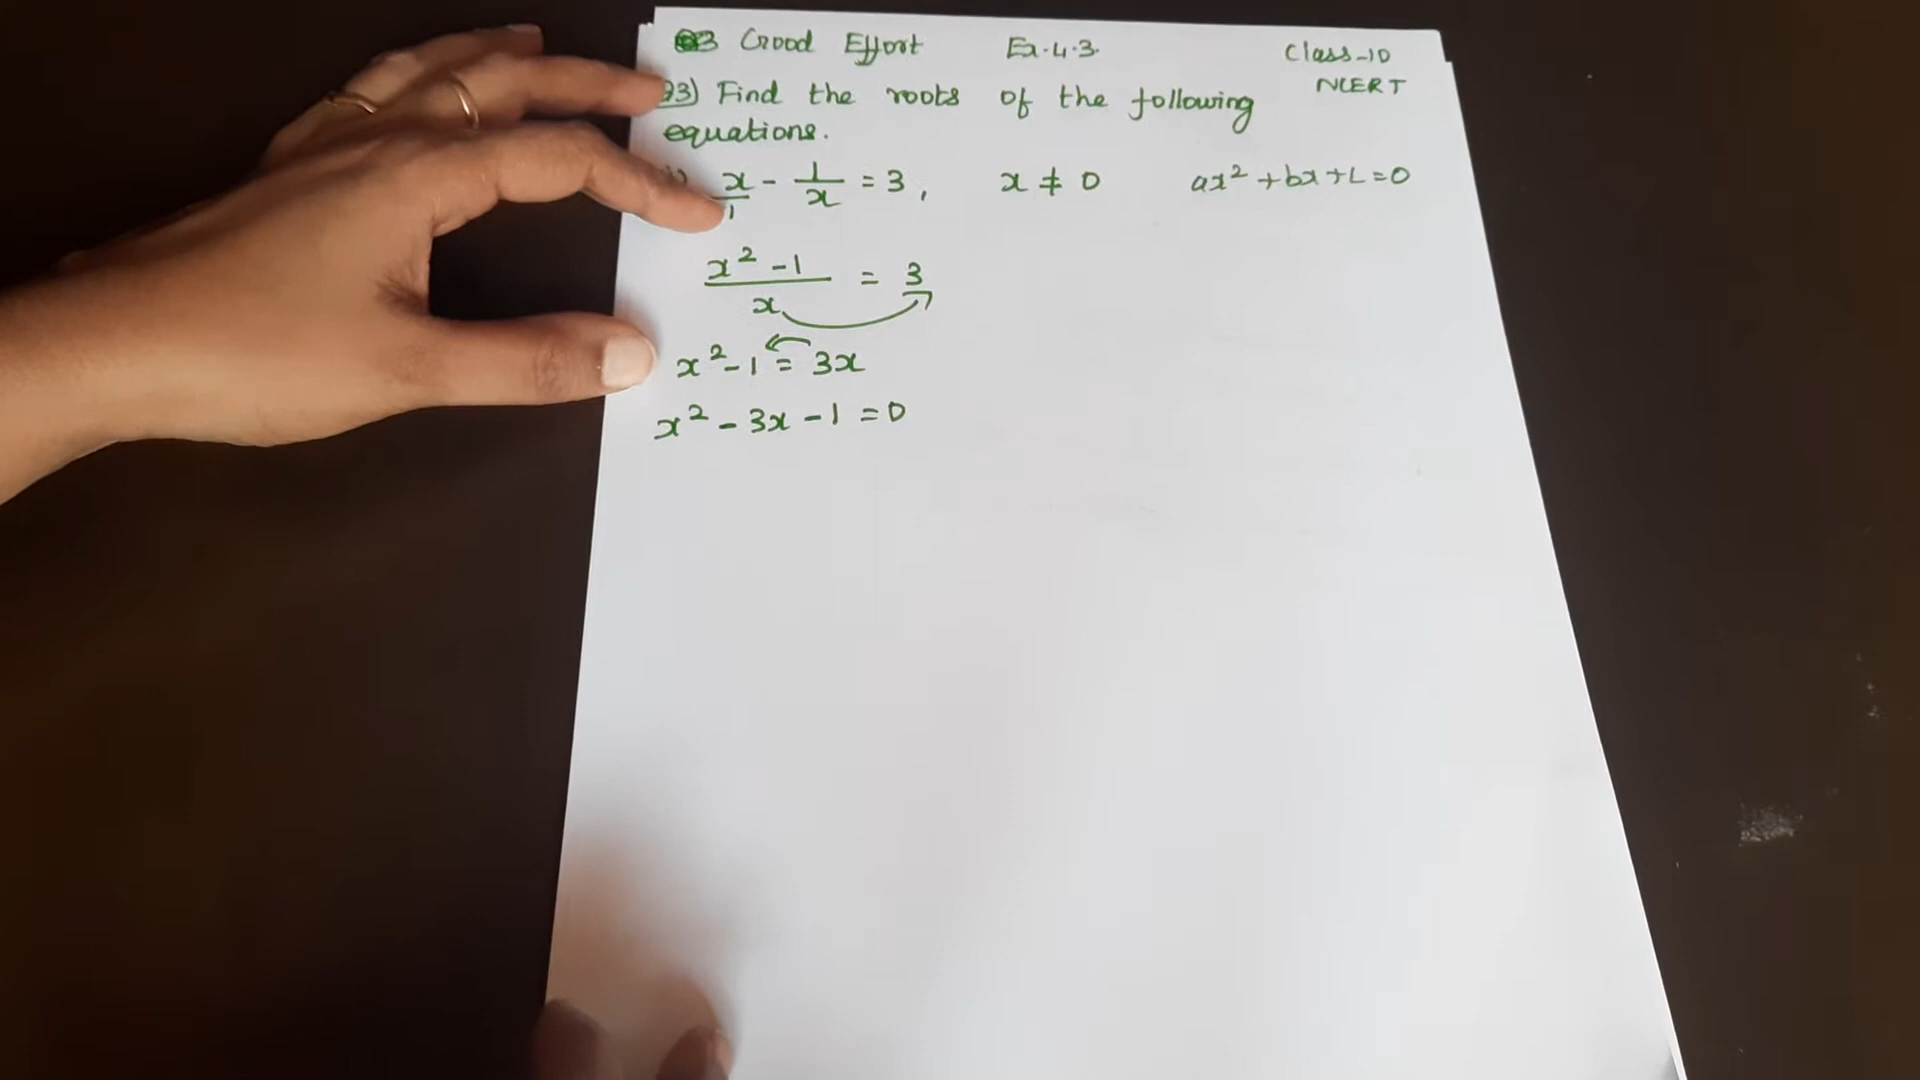 Good Effort Ex.4.3. Class-10
NCERT
Q3) Find the roots of the following
equations.
x/1 - 1/x = 3, x ≠ 0 ax² + bx + c = 0
(x² - 1)/x = 3
x² - 1 = 3x
x² - 3x - 1 = 0